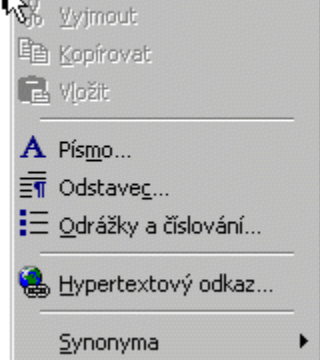 Vyjmout
Kopírovat
Vložit
Písmo...
Odstavec...
Odrážky a číslování...
Hypertextový odkaz...
Synonyma